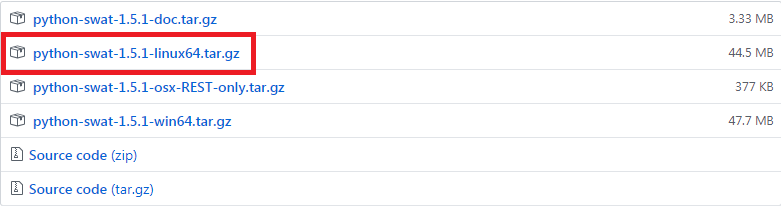 python-swat-1.5.1-doc.tar.gz 3.33 MB
python-swat-1.5.1-linux64.tar.gz 44.5 MB
python-swat-1.5.1-osx-REST-only.tar.gz 377 KB
python-swat-1.5.1-win64.tar.gz 47.7 MB
Source code (zip)
Source code (tar.gz)